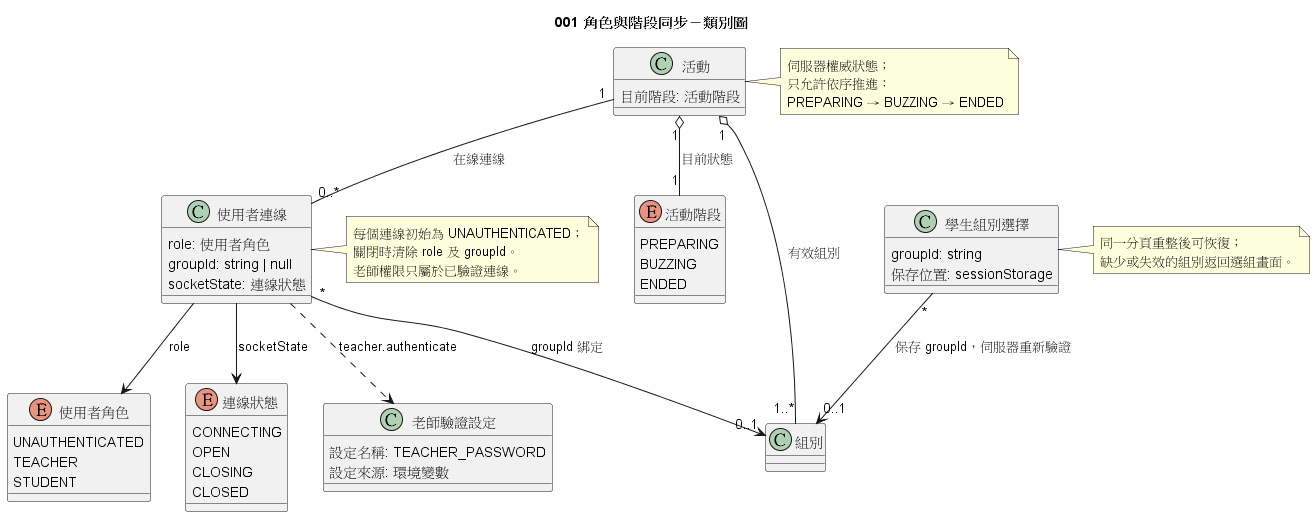 001 角色與階段同步－類別圖
C 活動
目前階段: 活動階段
伺服器權威狀態；
只允許依序推進：
PREPARING → BUZZING → ENDED
1
1
1
在線連線
目前狀態
0..*
1
C 使用者連線
role: 使用者角色
groupId: string | null
socketState: 連線狀態
每個連線初始為 UNAUTHENTICATED；
關閉時清除 role 及 groupId。
老師權限只屬於已驗證連線。
E 活動階段
PREPARING
BUZZING
ENDED
有效組別
C 學生組別選擇
groupId: string
保存位置: sessionStorage
同一分頁重整後可恢復；
缺少或失效的組別返回選組畫面。
*
*
role
socketState
teacher.authenticate
groupId 綁定
保存 groupId，伺服器重新驗證
E 使用者角色
UNAUTHENTICATED
TEACHER
STUDENT
E 連線狀態
CONNECTING
OPEN
CLOSING
CLOSED
C 老師驗證設定
設定名稱: TEACHER_PASSWORD
設定來源: 環境變數
0..1
1..*
0..1
C 組別